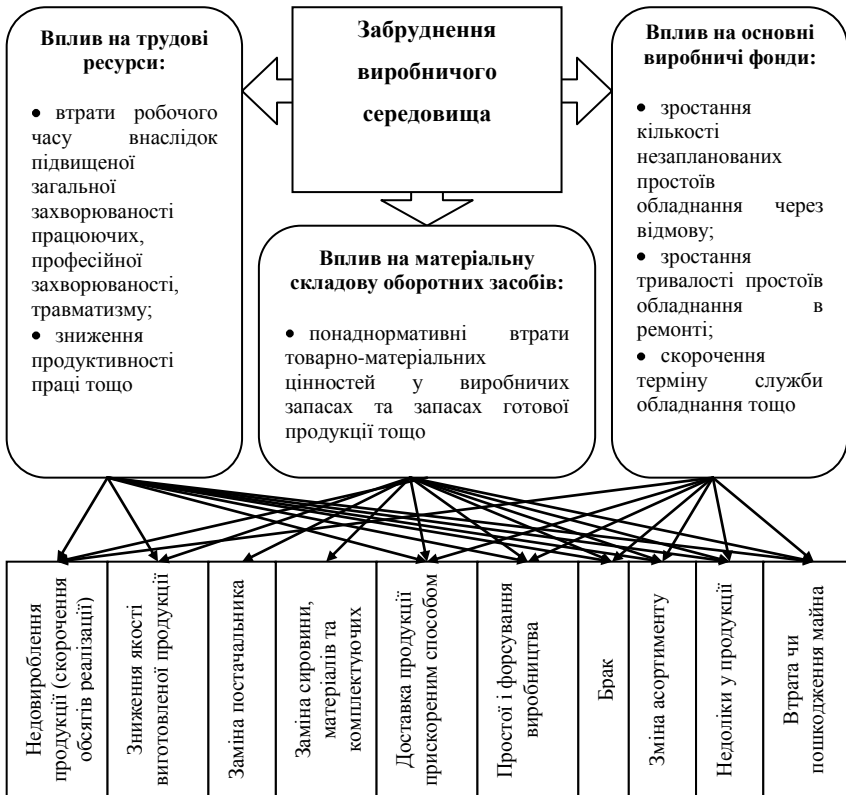 Вплив на трудові
ресурси:
• втрати робочого
часу внаслідок
підвищеної
загальної
захворюваності
працюючих,
професійної
захворюваності,
травматизму;
• зниження
продуктивності
праці тощо
Забруднення
виробничого
середовища
Вплив на основні
виробничі фонди:
• зростання
кількості
незапланованих
простоїв
обладнання через
відмову;
• зростання
тривалості простоїв
обладнання в
ремонті;
• скорочення
терміну служби
обладнання тощо
Вплив на матеріальну
складову оборотних засобів:
• понаднормативні втрати
товарно-матеріальних
цінностей у виробничих
запасах та запасах готової
продукції тощо
Недовироблення
продукції (скорочення
обсягів реалізації)
Зниження якості
виготовленої продукції
Заміна постачальника
Заміна сировини,
матеріалів та
комплектуючих
Доставка продукції
прискореним способом
Простої і форсування
виробництва
Брак
Зміна асортименту
Недоліки у продукції
Втрата чи
пошкодження майна